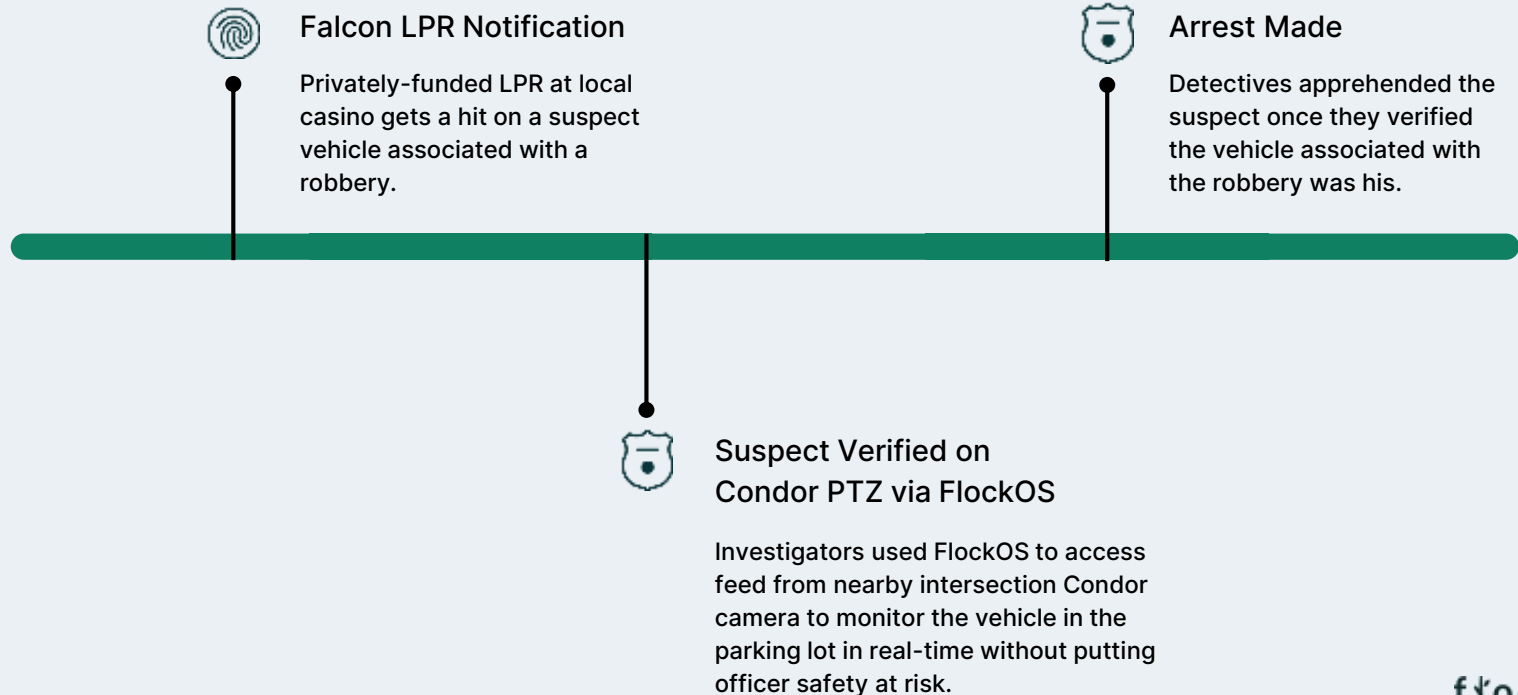 Falcon LPR Notification
Privately-funded LPR at local
casino gets a hit on a suspect
vehicle associated with a
robbery.
Arrest Made
Detectives apprehended the
suspect once they verified
the vehicle associated with
the robbery was his.
Suspect Verified on
Condor PTZ via FlockOS
Investigators used FlockOS to access
feed from nearby intersection Condor
camera to monitor the vehicle in the
parking lot in real-time without putting
officer safety at risk.